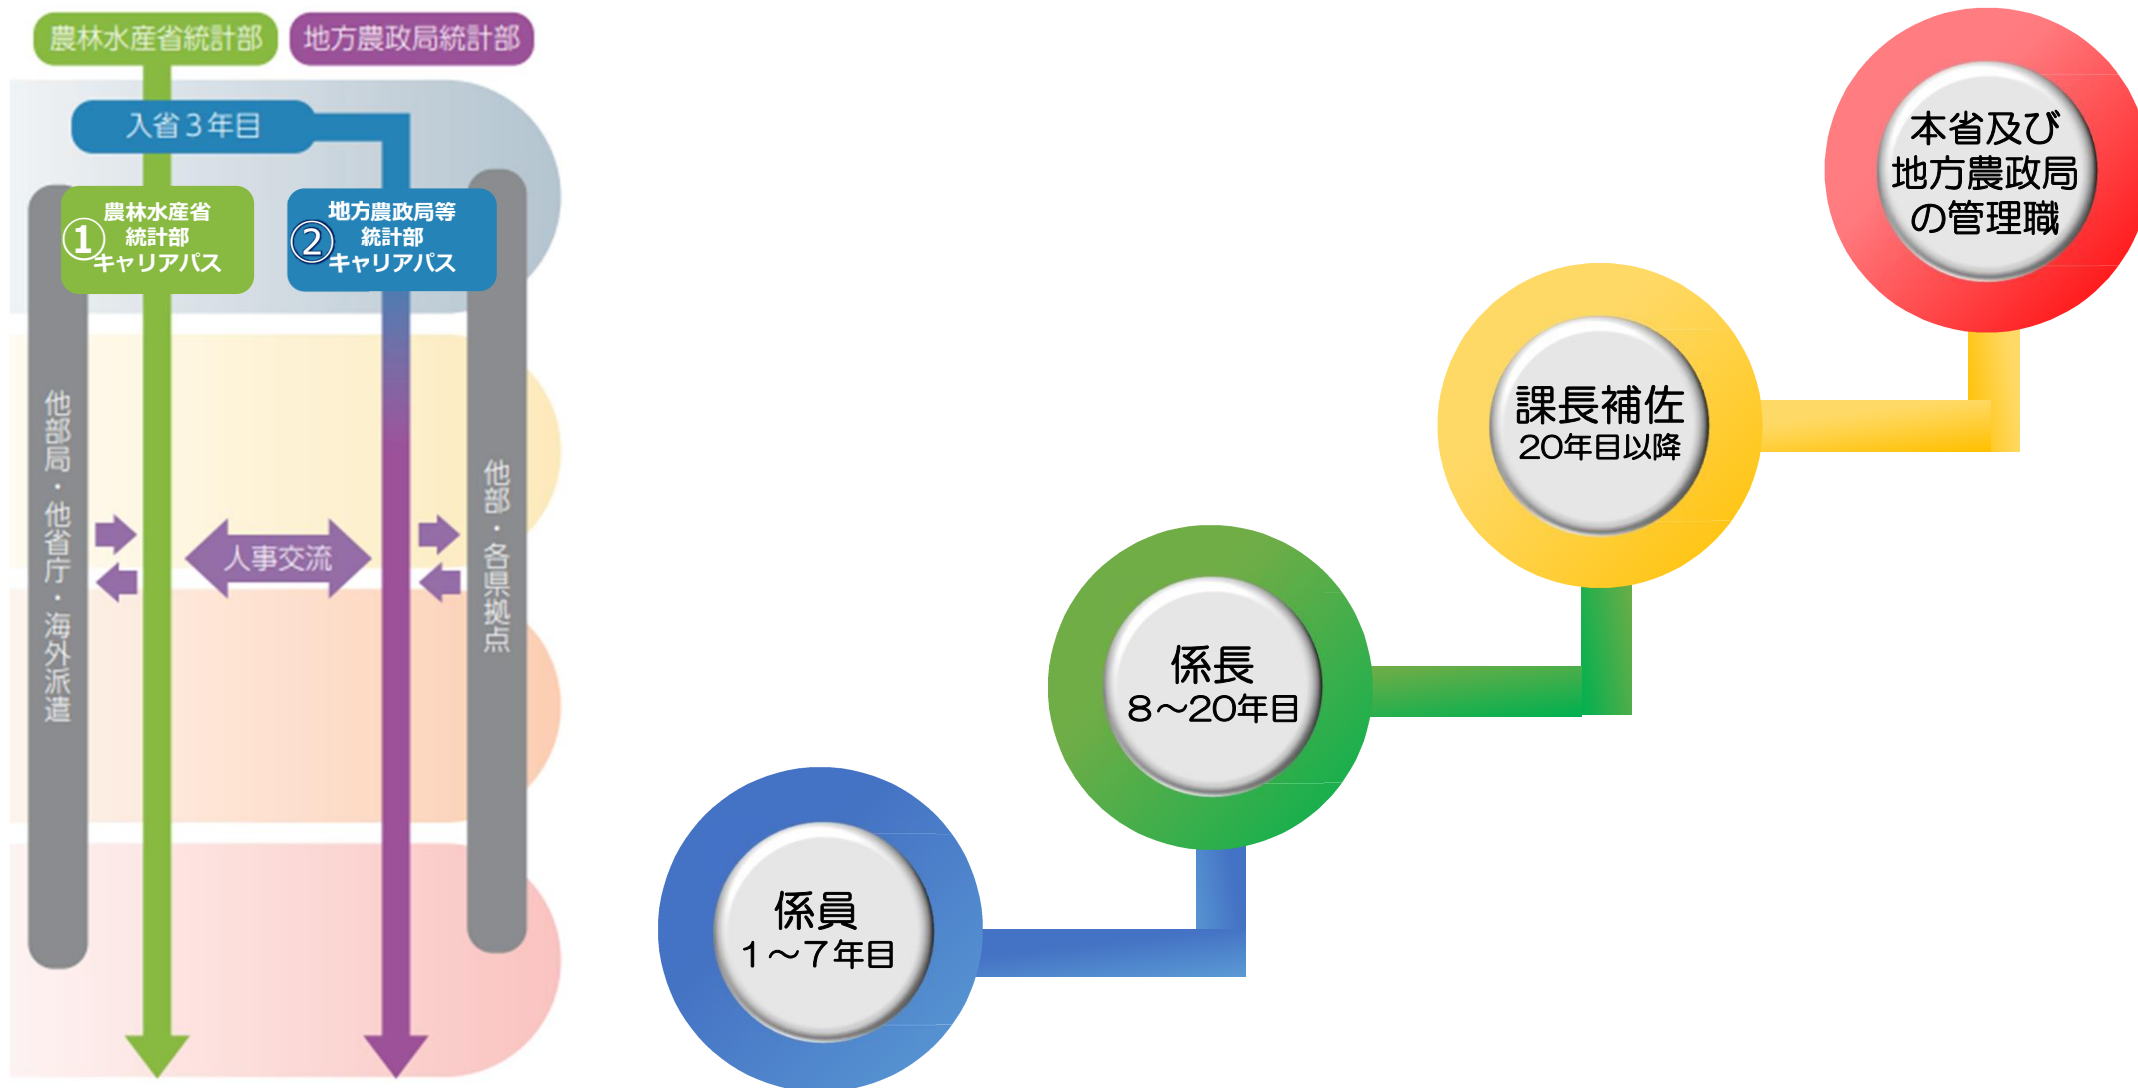 農林水産省統計部
地方農政局統計部
入省３年目
①
農林水産省
統計部
キャリアパス
②
地方農政局等
統計部
キャリアパス
他部局・他省庁・海外派遣
人事交流
他部・各県拠点
係員
１～７年目
係長
８～20年目
課長補佐
20年目以降
本省及び
地方農政局
の管理職